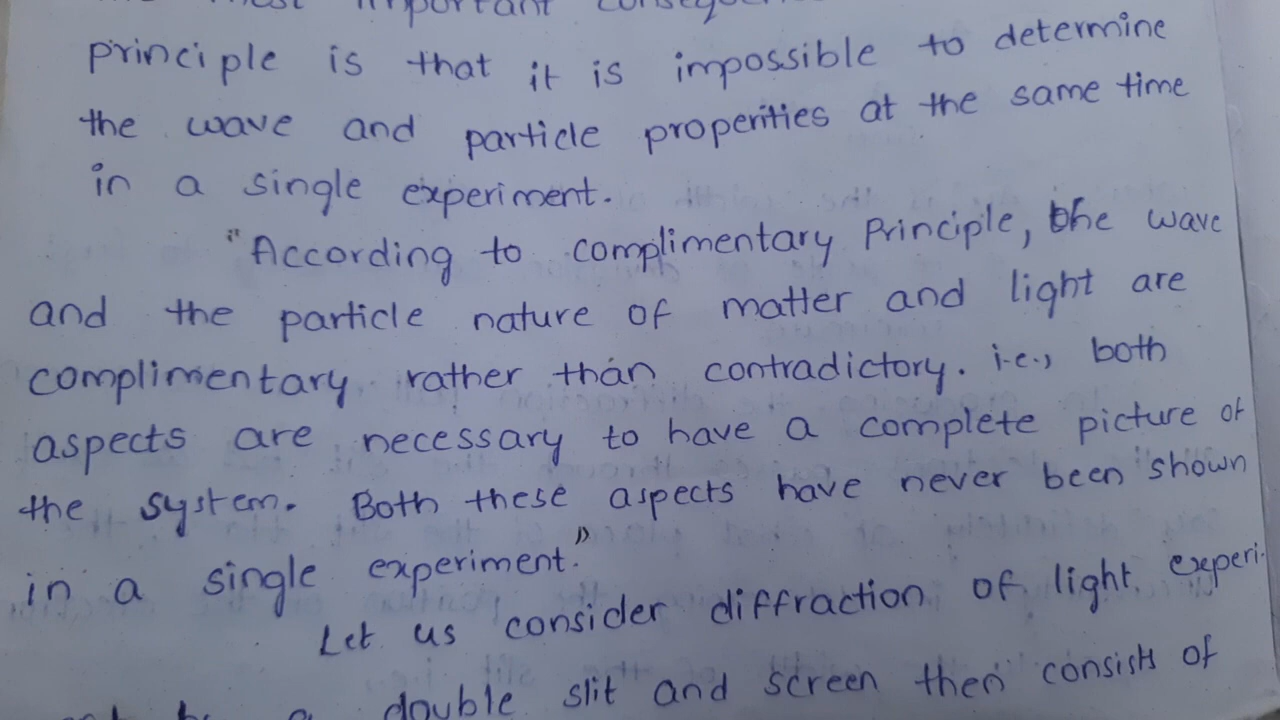 most important
principle is that it is impossible to determine
the wave and particle properities at the same time
in a single experiment.
"According to complimentary Principle, the wave
and the particle nature of matter and light are
complimentary rather than contradictory. i.e., both
aspects are necessary to have a complete picture of
the system. Both these aspects have never been shown
in a single experiment."
Let us consider diffraction of light experi-
a double slit and screen then consists of